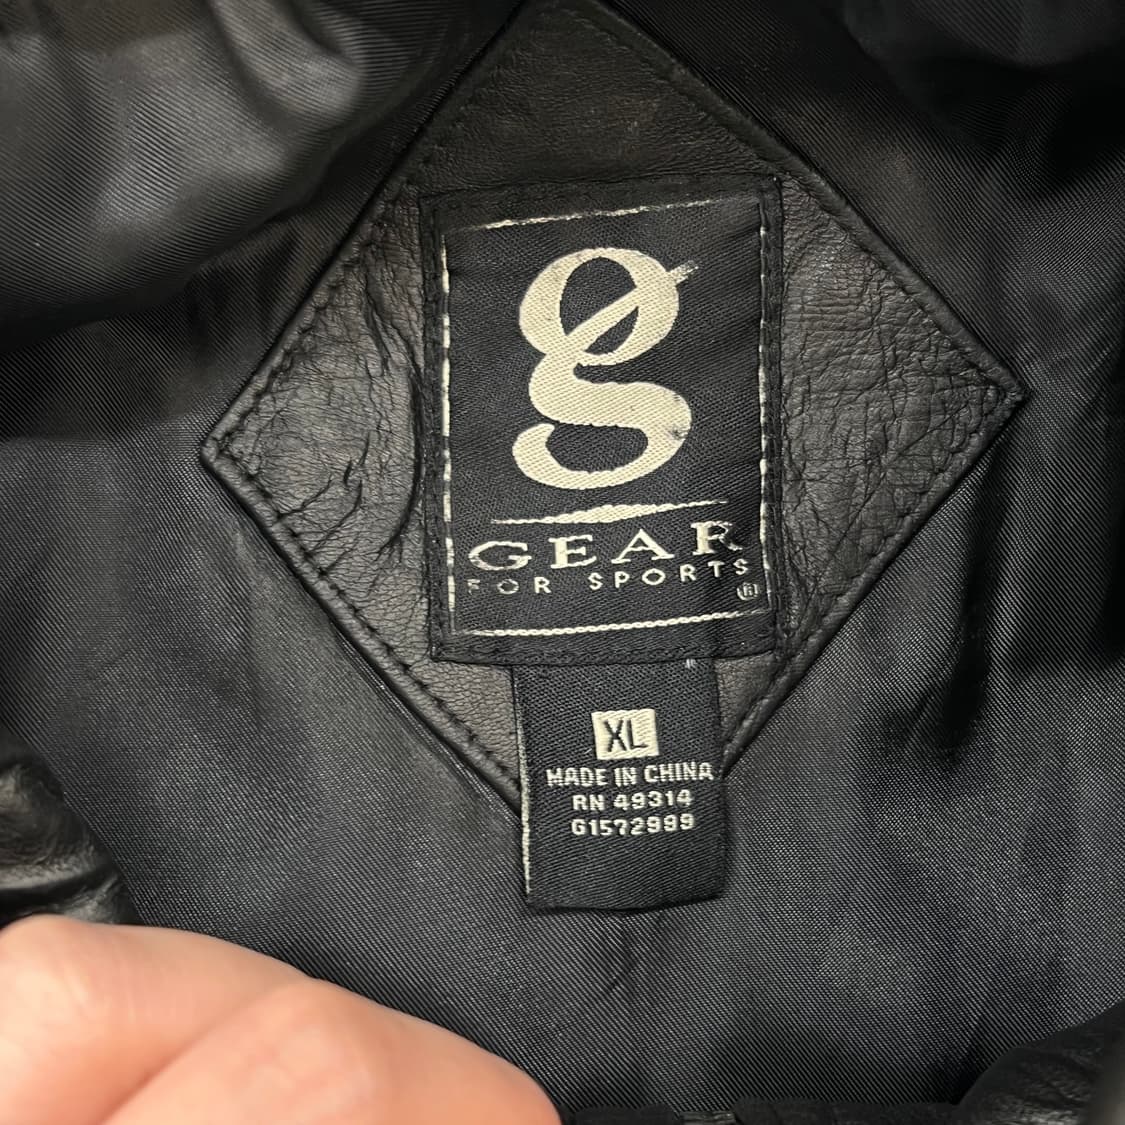 g
GEAR
FOR SPORTS
®
XL
MADE IN CHINA
RN 49314
G1572999